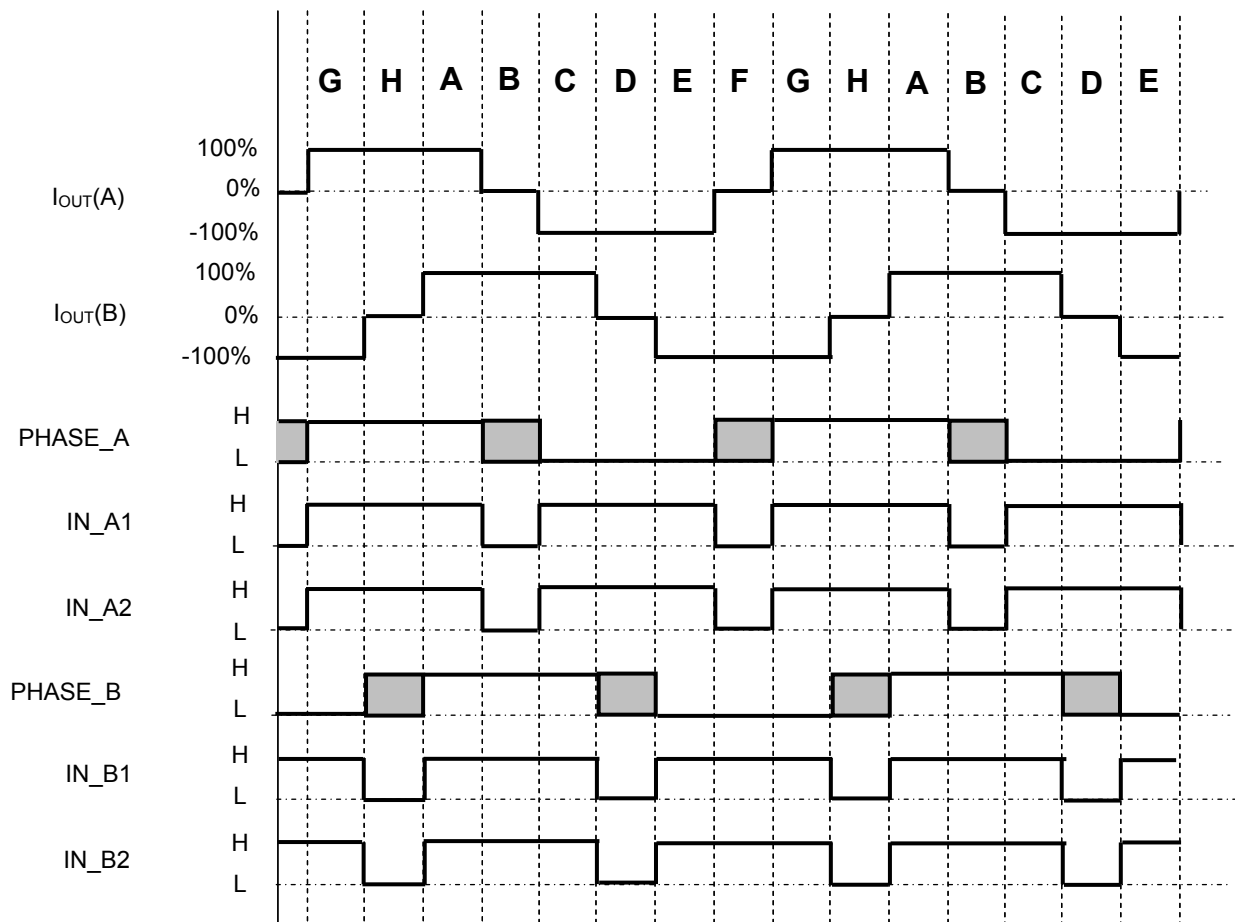 G H A B C D E F G H A B C D E
100%
IOUT(A) 0%
-100%
100%
IOUT(B) 0%
-100%
H
PHASE_A
L
H
IN_A1
L
H
IN_A2
L
H
PHASE_B
L
H
IN_B1
L
H
IN_B2
L